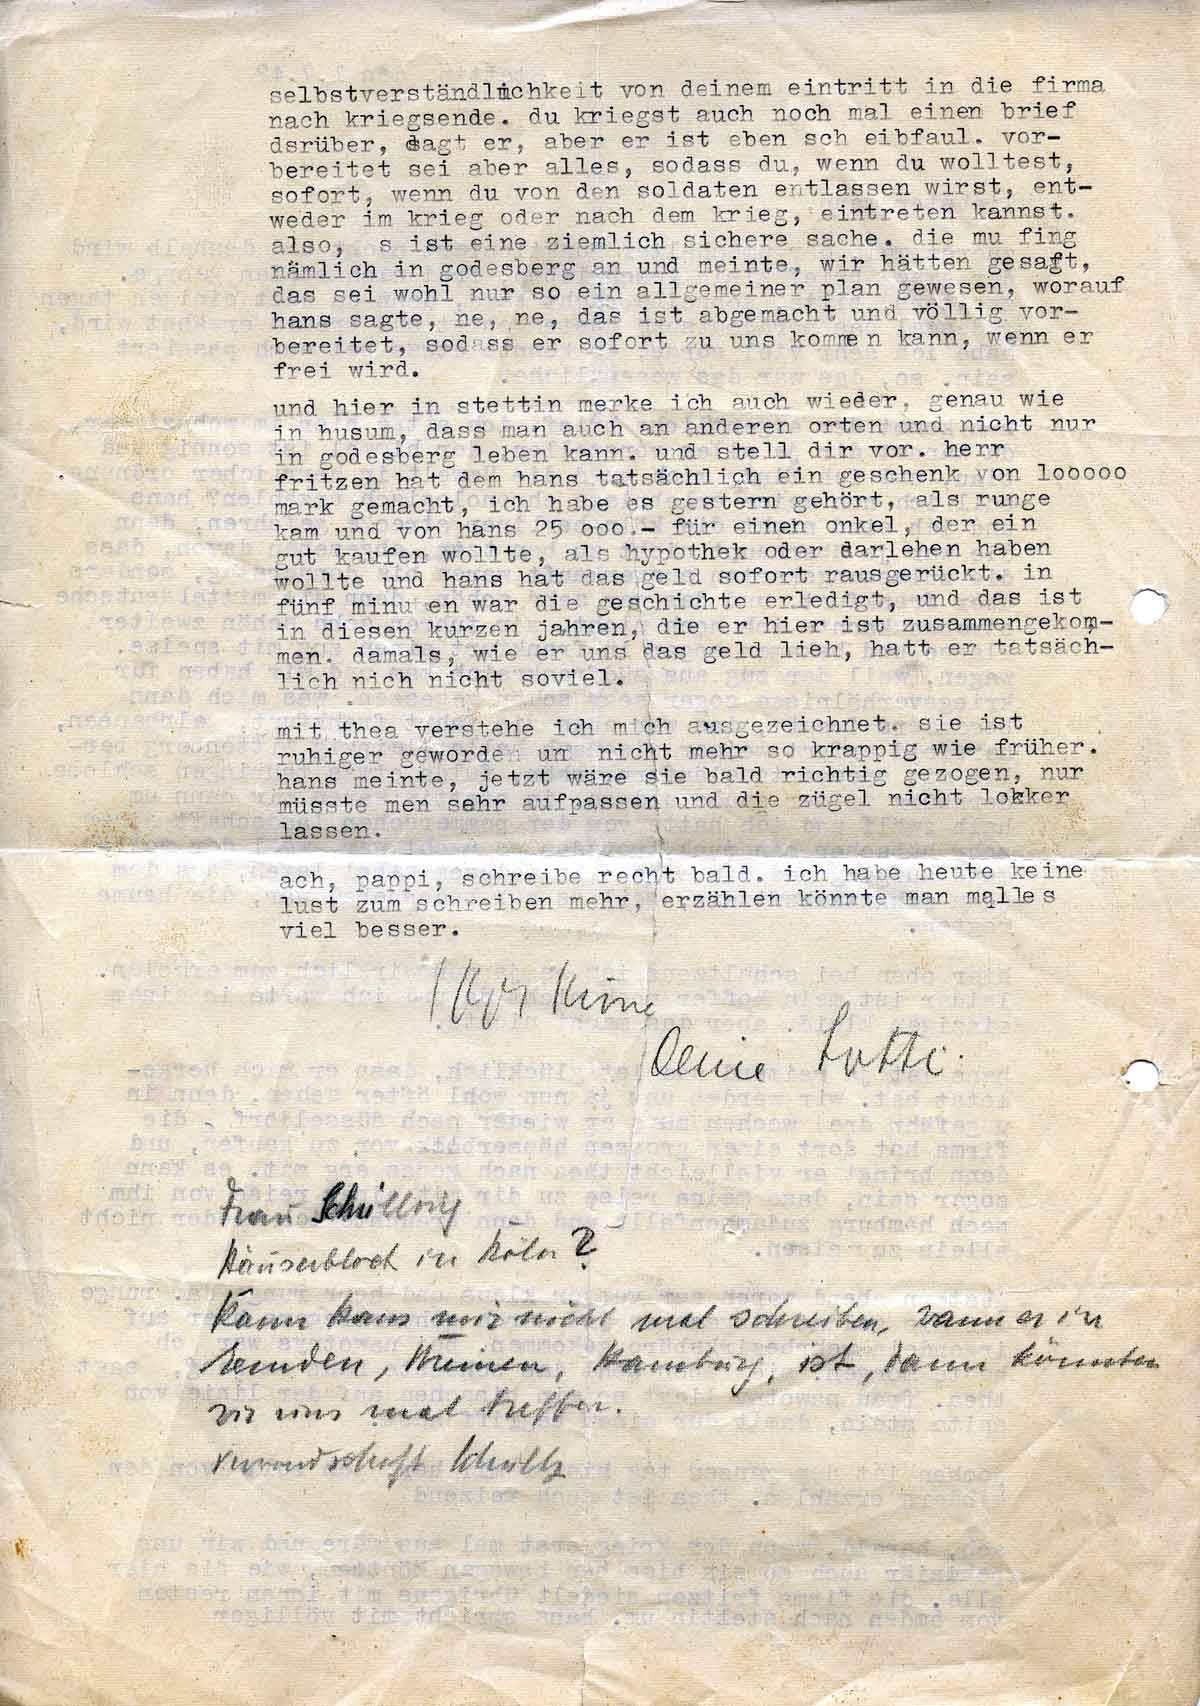 selbstverständlichkeit von deinem eintritt in die firma
nach kriegsende. du kriegst auch noch mal einen brief
dsrüber, sagt er, aber er ist eben sch eibfaul. vor-
bereitet sei aber alles, sodass du, wenn du wolltest,
sofort, wenn du von den soldaten entlassen wirst, ent-
weder im krieg oder nach dem krieg, eintreten kannst.
also, s ist eine ziemlich sichere sache. die mu fing
nämlich in godesberg an und meinte, wir hätten gesagt,
das sei wohl nur so ein allgemeiner plan gewesen, worauf
hans sagte, ne, ne, das ist abgemacht und völlig vor-
bereitet, sodass er sofort zu uns kommen kann, wenn er
frei wird.
und hier in stettin merke ich auch wieder, genau wie
in husum, dass man auch an anderen orten und nicht nur
in godesberg leben kann. und stell dir vor. herr
fritzen hat dem hans tatsächlich ein geschenk von looooo
mark gemacht, ich habe es gestern gehört, als runge
kam und von hans 25 ooo.- für einen onkel, der ein
gut kaufen wollte, als hypothek oder darlehen haben
wollte und hans hat das geld sofort rausgerückt. in
fünf minu en war die geschichte erledigt, und das ist
in diesen kurzen jahren, die er hier ist zusammengekom-
men. damals, wie er uns das geld lieh, hatt er tatsäch-
lich nich nicht soviel.
mit thea verstehe ich mich ausgezeichnet. sie ist
ruhiger geworden un nicht mehr so krappig wie früher.
hans meinte, jetzt wäre sie bald richtig gezogen, nur
müsste men sehr aufpassen und die zügel nicht lokker
lassen.
ach, pappi, schreibe recht bald. ich habe heute keine
lust zum schreiben mehr, erzählen könnte man malles
viel besser.
Deine Lotti.
Frau Schilling
Häuserblock in Köln?
Kann Hans mir nicht mal schreiben, wann er in
Emden, Bremen, Hamburg, ist, dann könnten
wir uns mal treffen.
Verwandschaft